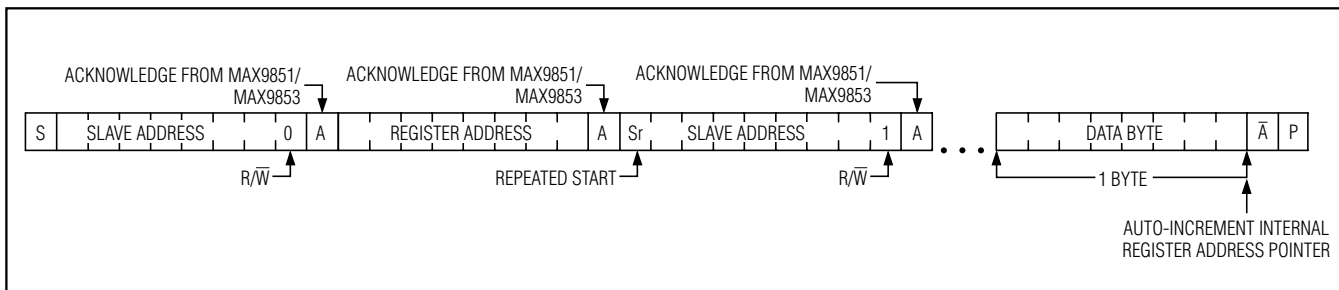 ACKNOWLEDGE FROM MAX9851/
MAX9853
ACKNOWLEDGE FROM MAX9851/
MAX9853
ACKNOWLEDGE FROM MAX9851/
MAX9853
S SLAVE ADDRESS 0 A REGISTER ADDRESS A Sr SLAVE ADDRESS 1 A ... DATA BYTE A̅ P
R/W̅ REPEATED START R/W̅ 1 BYTE
AUTO-INCREMENT INTERNAL
REGISTER ADDRESS POINTER